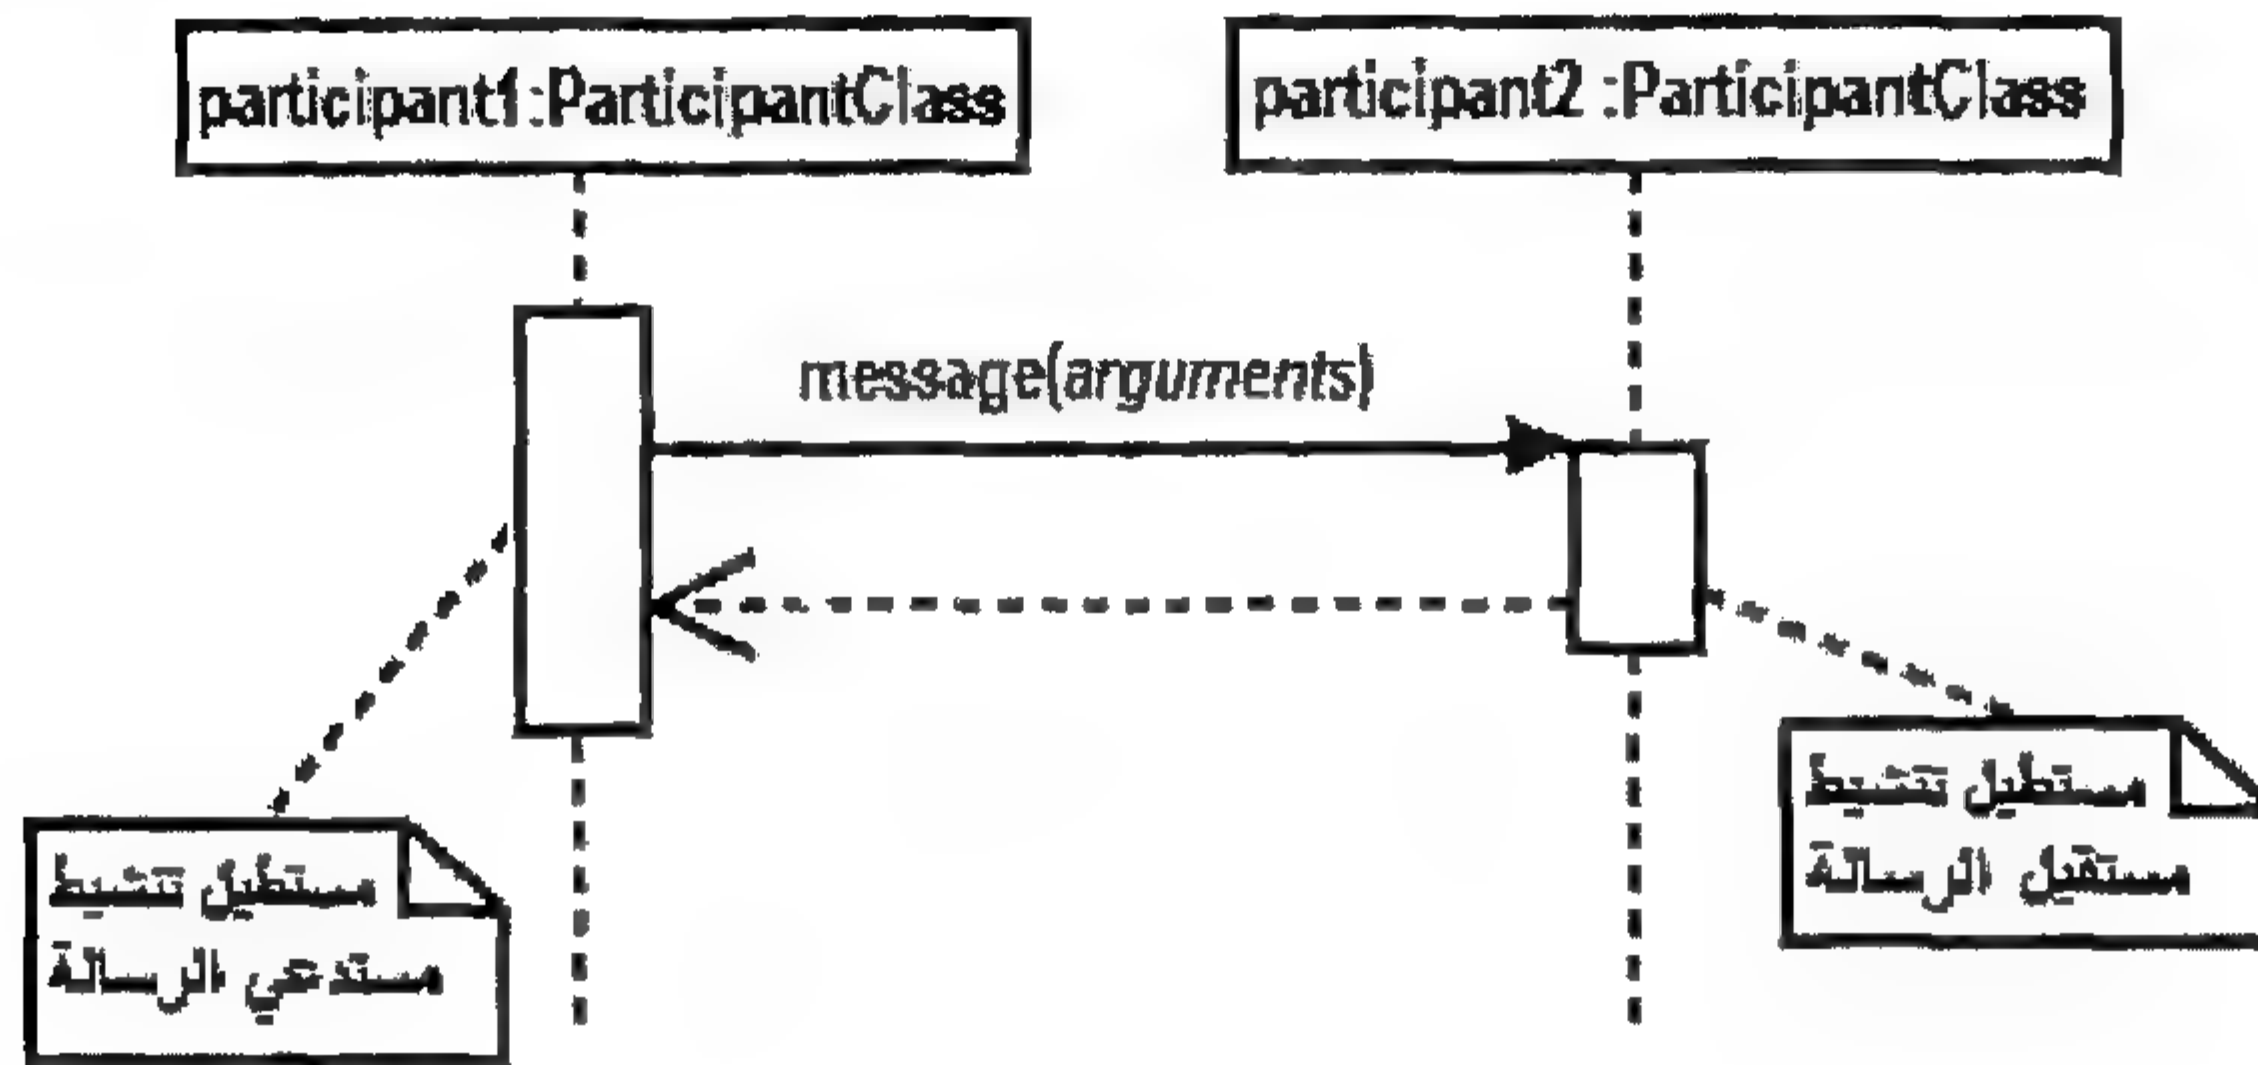 participant1:ParticipantClass
participant2 :ParticipantClass
message(arguments)
مستطيل تنشيط
مستقبل الرسالة
مستطيل تنشيط
مستدعي الرسالة